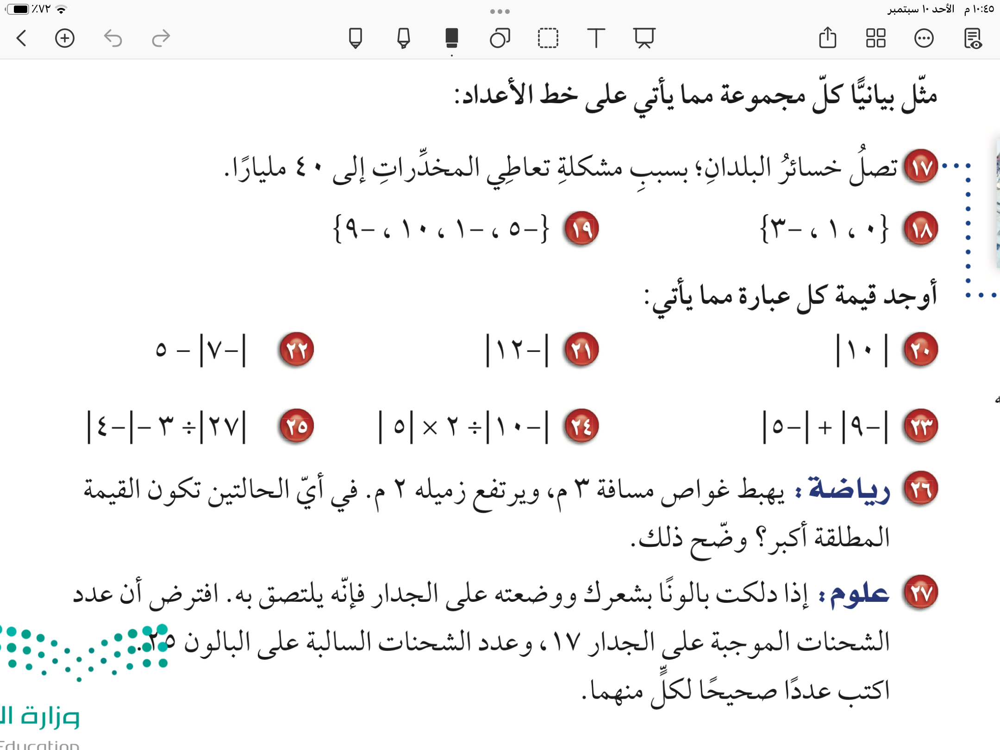 ١٠:٤٥ م الأحد ١٠ سبتمبر
٪٧٢
مثّل بيانيًّا كلّ مجموعة مما يأتي على خط الأعداد:
١٧ تصلُ خسائرُ البلدانِ؛ بسببِ مشكلةِ تعاطِي المخدِّراتِ إلى ٤٠ مليارًا.
١٨ {٠ ، ١ ، −٣} ١٩ {−٥ ، −١ ، ١٠ ، −٩}
أوجد قيمة كل عبارة مما يأتي:
٢٠ |١٠| ٢١ |−١٢| ٢٢ |−٧| − ٥
٢٣ |−٩| + |−٥| ٢٤ |−١٠| ÷ ٢ × |٥| ٢٥ |٢٧| ÷ ٣ − |−٤|
٢٦ رياضة: يهبط غواص مسافة ٣ م، ويرتفع زميله ٢ م. في أيّ الحالتين تكون القيمة
المطلقة أكبر؟ وضّح ذلك.
٢٧ علوم: إذا دلكت بالونًا بشعرك ووضعته على الجدار فإنّه يلتصق به. افترض أن عدد
الشحنات الموجبة على الجدار ١٧، وعدد الشحنات السالبة على البالون ٢٥.
اكتب عددًا صحيحًا لكلٍّ منهما.
وزارة ال
Education